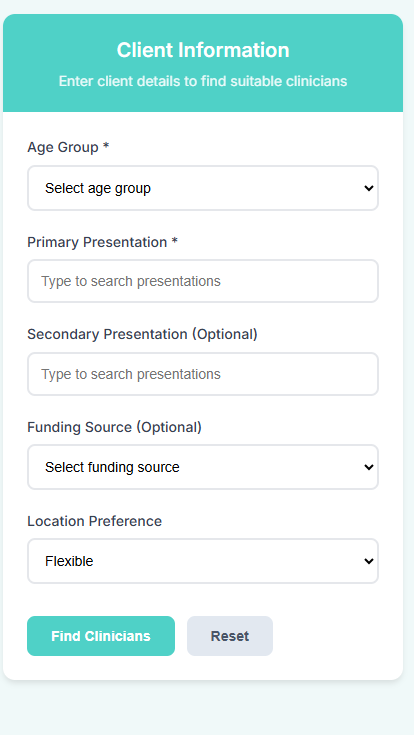 Client Information
Enter client details to find suitable clinicians
Age Group *
Select age group
Primary Presentation *
Type to search presentations
Secondary Presentation (Optional)
Type to search presentations
Funding Source (Optional)
Select funding source
Location Preference
Flexible
Find Clinicians Reset